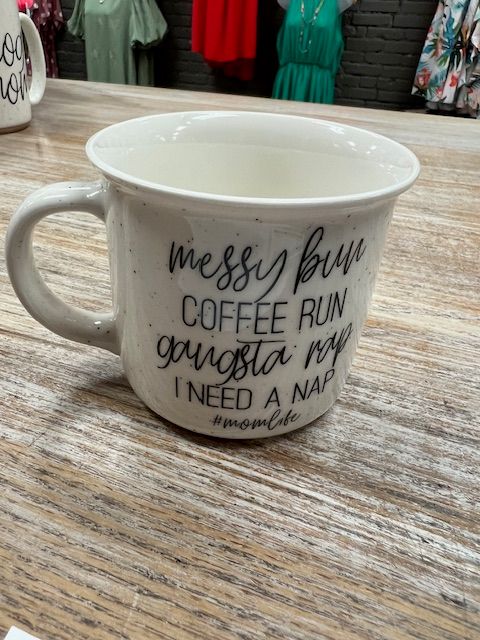 messy bun
COFFEE RUN
gangsta rap
I NEED A NAP
#momlife